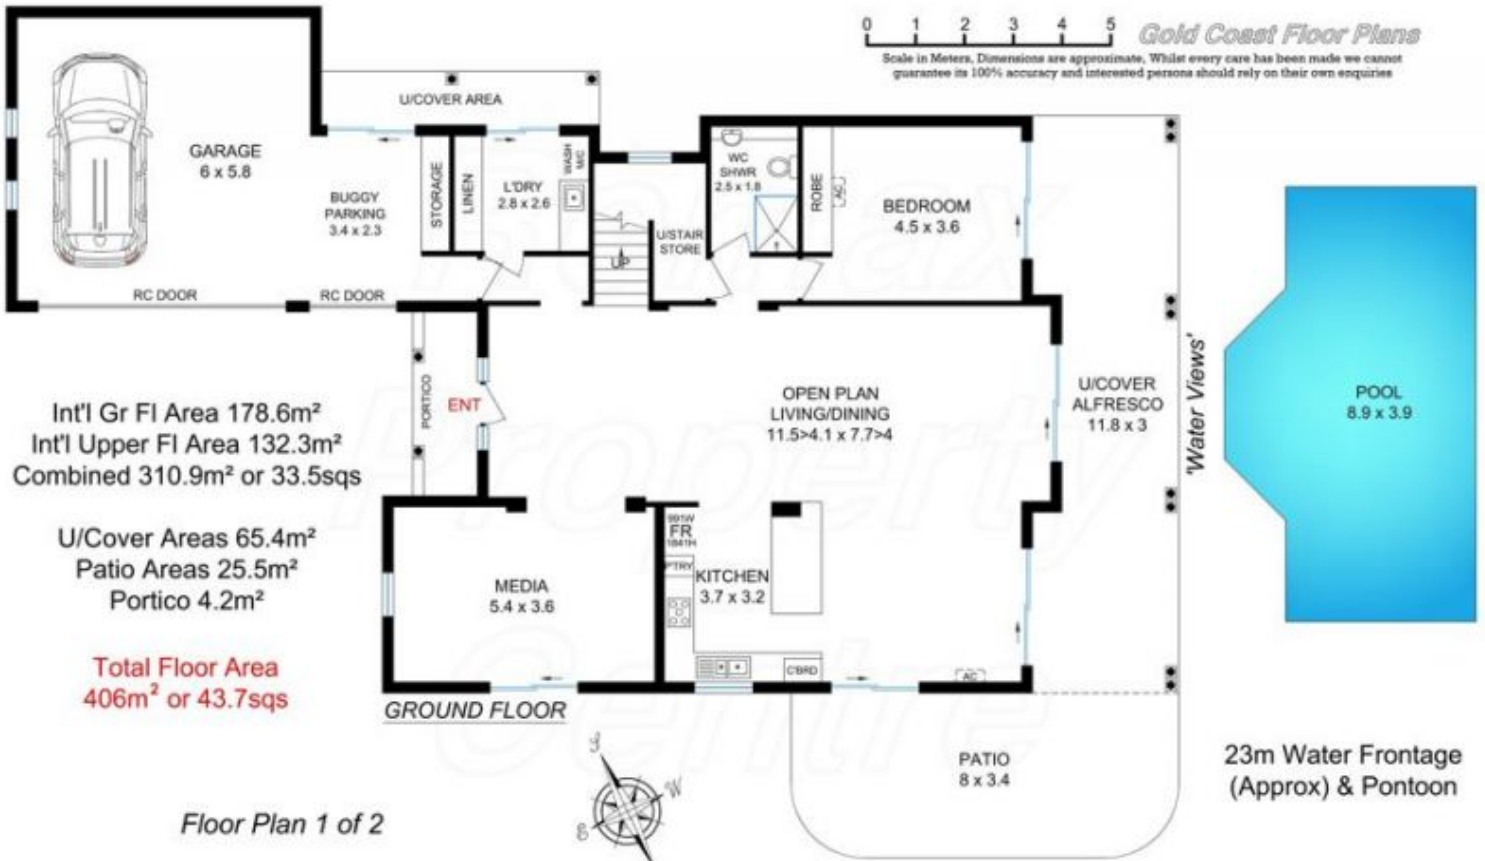 0 1 2 3 4 5
Gold Coast Floor Plans
Scale in Meters, Dimensions are approximate, Whilst every care has been made we cannot
guarantee its 100% accuracy and interested persons should rely on their own enquiries
U/COVER AREA
GARAGE
6 x 5.8
BUGGY
PARKING
3.4 x 2.3
STORAGE
LINEN
L'DRY
2.8 x 2.6
WASH
M/C
UP
U/STAIR
STORE
WC
SHWR
2.5 x 1.8
ROBE
AC
BEDROOM
4.5 x 3.6
RC DOOR
RC DOOR
PORTICO
ENT
OPEN PLAN
LIVING/DINING
11.5>4.1 x 7.7>4
U/COVER
ALFRESCO
11.8 x 3
'Water Views'
POOL
8.9 x 3.9
Int'l Gr Fl Area 178.6m²
Int'l Upper Fl Area 132.3m²
Combined 310.9m² or 33.5sqs
U/Cover Areas 65.4m²
Patio Areas 25.5m²
Portico 4.2m²
Total Floor Area
406m² or 43.7sqs
MEDIA
5.4 x 3.6
991W
FR
1841H
P'TRY
KITCHEN
3.7 x 3.2
C'BRD
AC
GROUND FLOOR
PATIO
8 x 3.4
23m Water Frontage
(Approx) & Pontoon
W
Floor Plan 1 of 2
Property
Centre